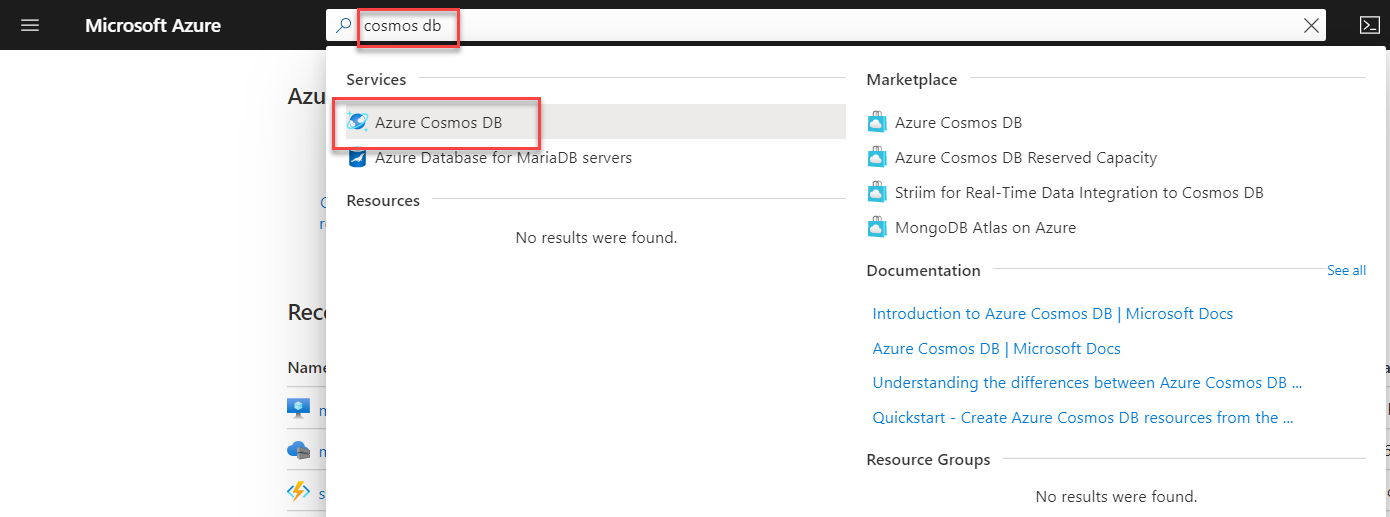 Microsoft Azure
cosmos db
Services
Azure Cosmos DB
Azure Database for MariaDB servers
Resources
No results were found.
Marketplace
Azure Cosmos DB
Azure Cosmos DB Reserved Capacity
Striim for Real-Time Data Integration to Cosmos DB
MongoDB Atlas on Azure
Documentation
See all
Introduction to Azure Cosmos DB | Microsoft Docs
Azure Cosmos DB | Microsoft Docs
Understanding the differences between Azure Cosmos DB ...
Quickstart - Create Azure Cosmos DB resources from the ...
Resource Groups
No results were found.
Azu
Rece
Name